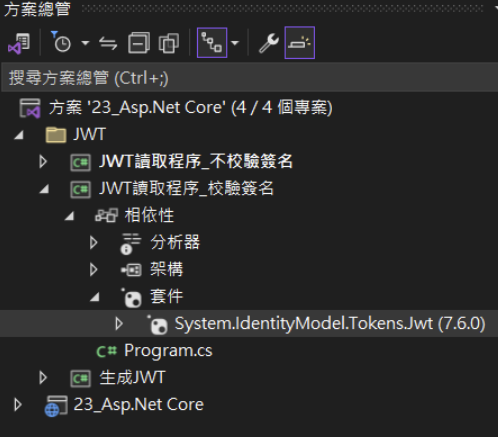 方案總管
搜尋方案總管 (Ctrl+;)
方案 '23_Asp.Net Core' (4 / 4 個專案)
JWT
C# JWT讀取程序_不校驗簽名
C# JWT讀取程序_校驗簽名
相依性
分析器
架構
套件
System.IdentityModel.Tokens.Jwt (7.6.0)
C# Program.cs
C# 生成JWT
23_Asp.Net Core